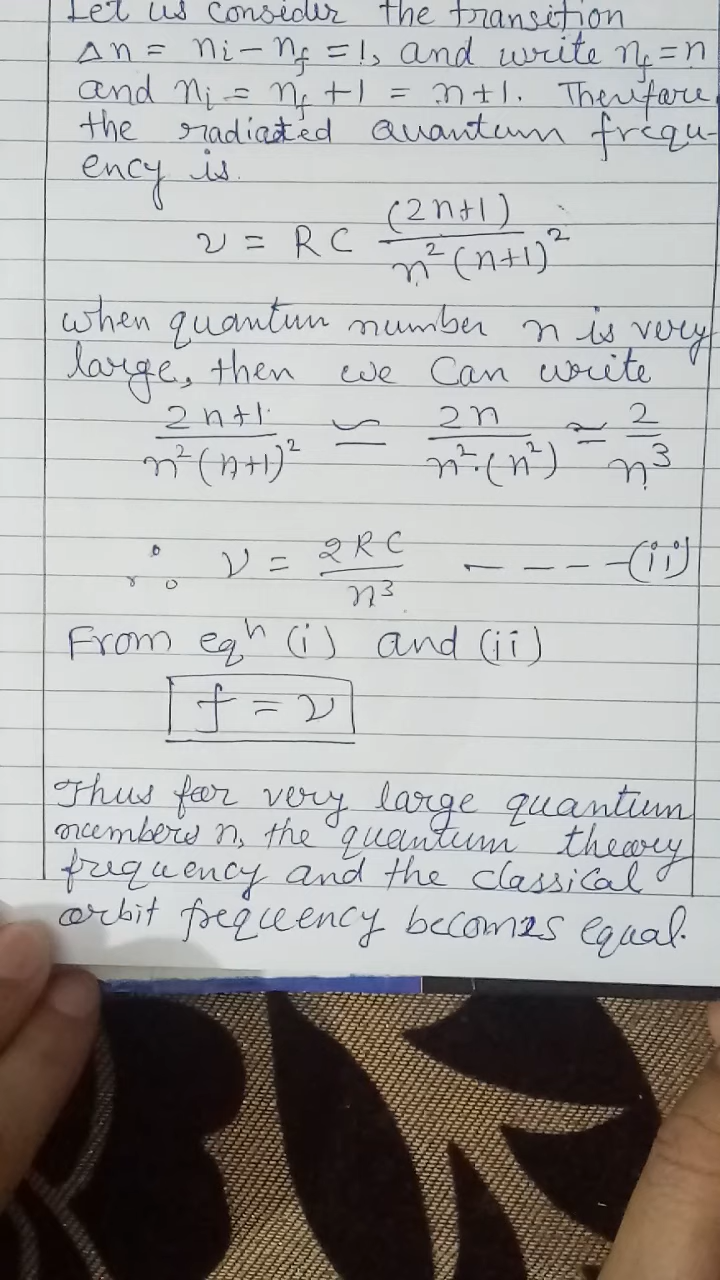 Let us consider the transition
Δn = ni - nf = 1, and write nf = n
and ni = nf + 1 = n + 1. Therefore
the radiated quantum frequ-
ency is.
ν = RC (2n+1) / n²(n+1)²
when quantum number n is very
large, then we can write
2n+1 / n²(n+1)² ≃ 2n / n².(n²) ≃ 2 / n³
∴ ν = 2RC / n³ ----(ii)
From eqn (i) and (ii)
f = ν
Thus for very large quantum
numbers n, the quantum theory
frequency and the classical
orbit frequency becomes equal.